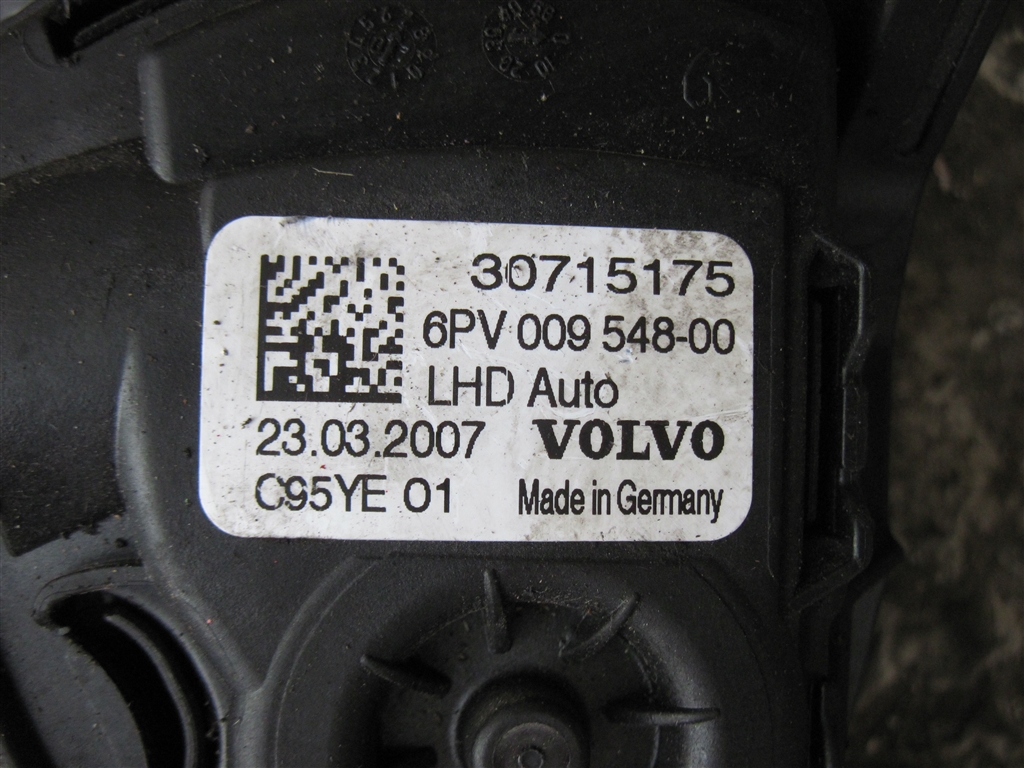 30715175
6PV 009 548-00
LHD Auto
23.03.2007 VOLVO
C95YE 01 Made in Germany